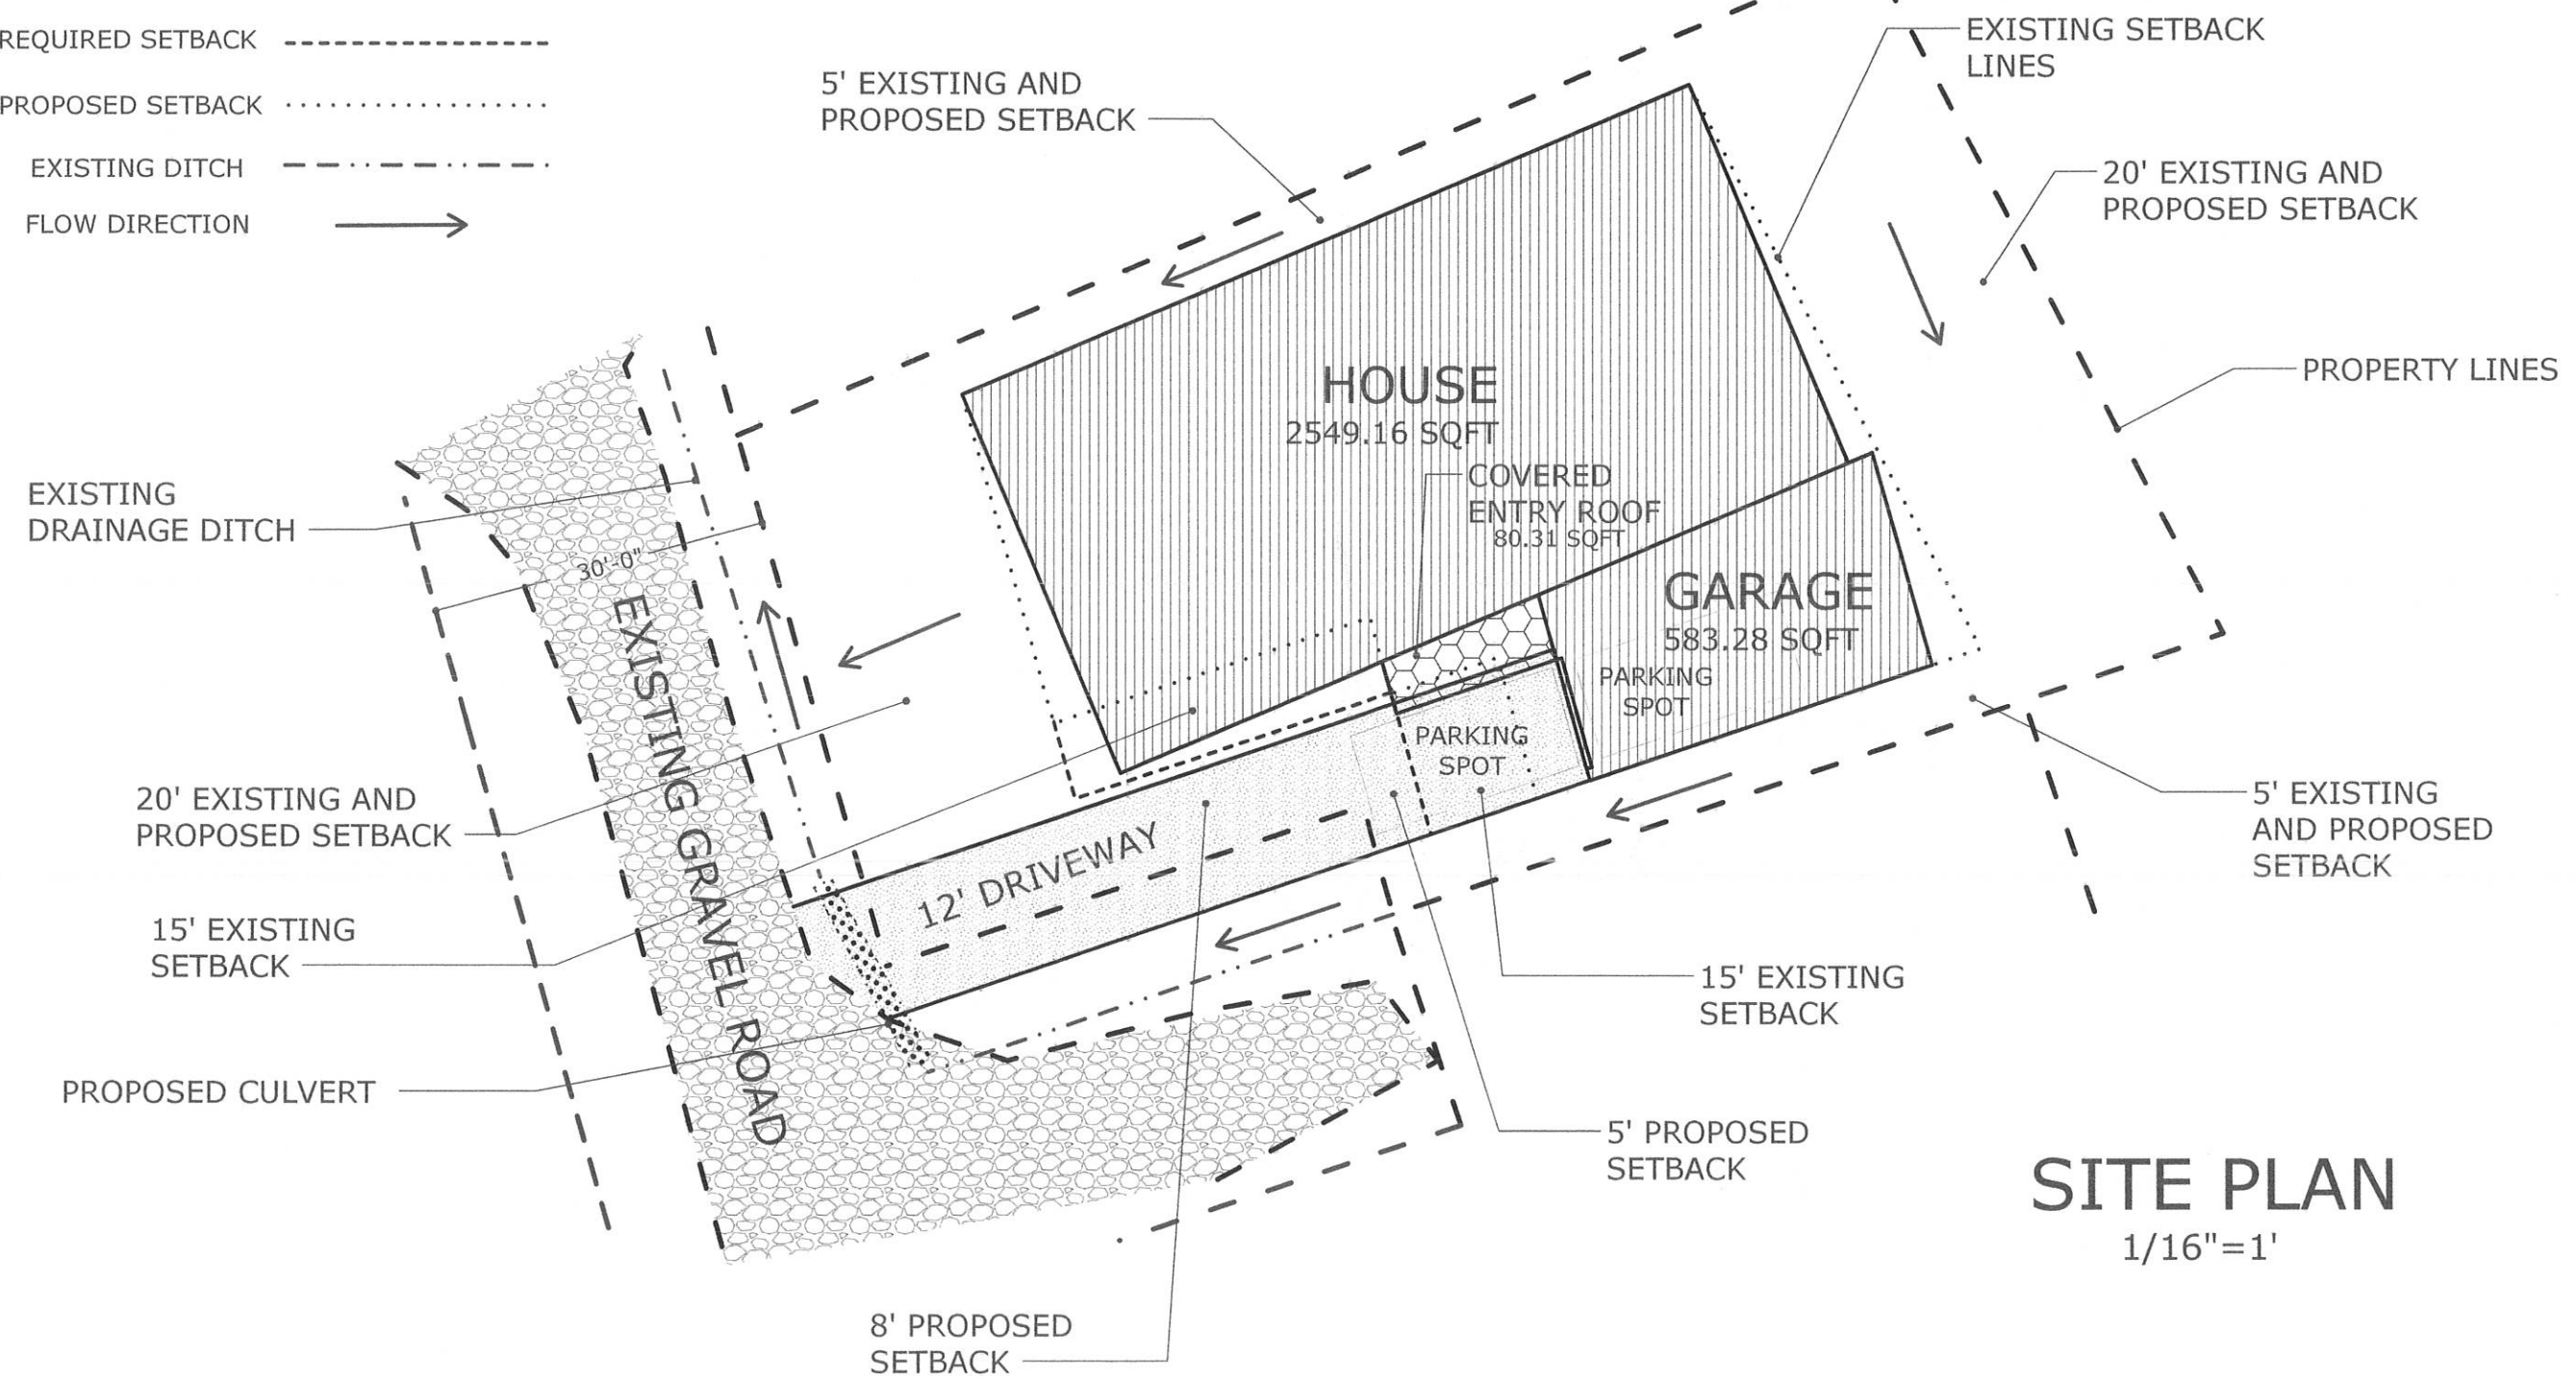 REQUIRED SETBACK
PROPOSED SETBACK
EXISTING DITCH
FLOW DIRECTION
5' EXISTING AND
PROPOSED SETBACK
EXISTING SETBACK
LINES
20' EXISTING AND
PROPOSED SETBACK
PROPERTY LINES
HOUSE
2549.16 SQFT
COVERED
ENTRY ROOF
80.31 SQFT
GARAGE
583.28 SQFT
PARKING
SPOT
PARKING
SPOT
EXISTING
DRAINAGE DITCH
30'-0"
EXISTING GRAVEL ROAD
12' DRIVEWAY
20' EXISTING AND
PROPOSED SETBACK
15' EXISTING
SETBACK
PROPOSED CULVERT
5' EXISTING
AND PROPOSED
SETBACK
15' EXISTING
SETBACK
5' PROPOSED
SETBACK
8' PROPOSED
SETBACK
SITE PLAN
1/16"=1'